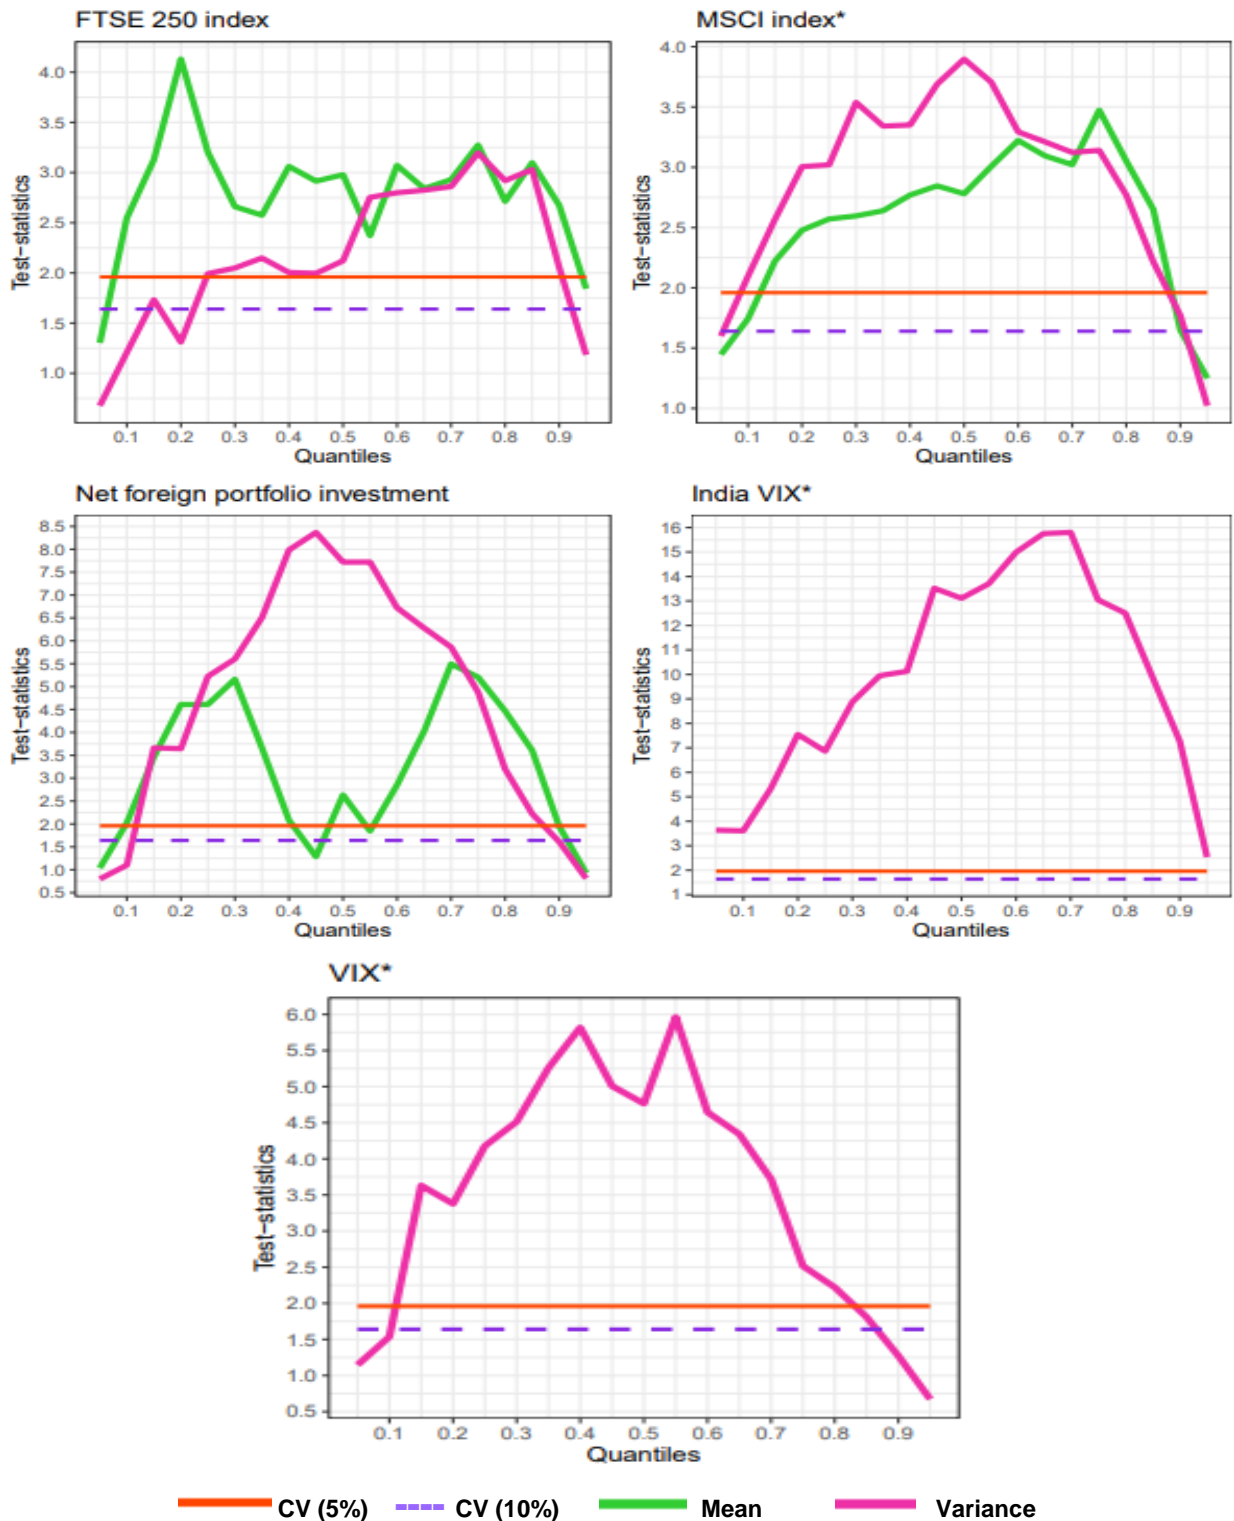 FTSE 250 index
MSCI index*
4.0
3.5
3.0
2.5
2.0
1.5
1.0
Test-statistics
0.1 0.2 0.3 0.4 0.5 0.6 0.7 0.8 0.9
Quantiles
4.0
3.5
3.0
2.5
2.0
1.5
1.0
Test-statistics
0.1 0.2 0.3 0.4 0.5 0.6 0.7 0.8 0.9
Quantiles
Net foreign portfolio investment
India VIX*
8.5
8.0
7.5
7.0
6.5
6.0
5.5
5.0
4.5
4.0
3.5
3.0
2.5
2.0
1.5
1.0
0.5
Test-statistics
0.1 0.2 0.3 0.4 0.5 0.6 0.7 0.8 0.9
Quantiles
16
15
14
13
12
11
10
9
8
7
6
5
4
3
2
1
Test-statistics
0.1 0.2 0.3 0.4 0.5 0.6 0.7 0.8 0.9
Quantiles
VIX*
6.0
5.5
5.0
4.5
4.0
3.5
3.0
2.5
2.0
1.5
1.0
0.5
Test-statistics
0.1 0.2 0.3 0.4 0.5 0.6 0.7 0.8 0.9
Quantiles
CV (5%) CV (10%) Mean Variance